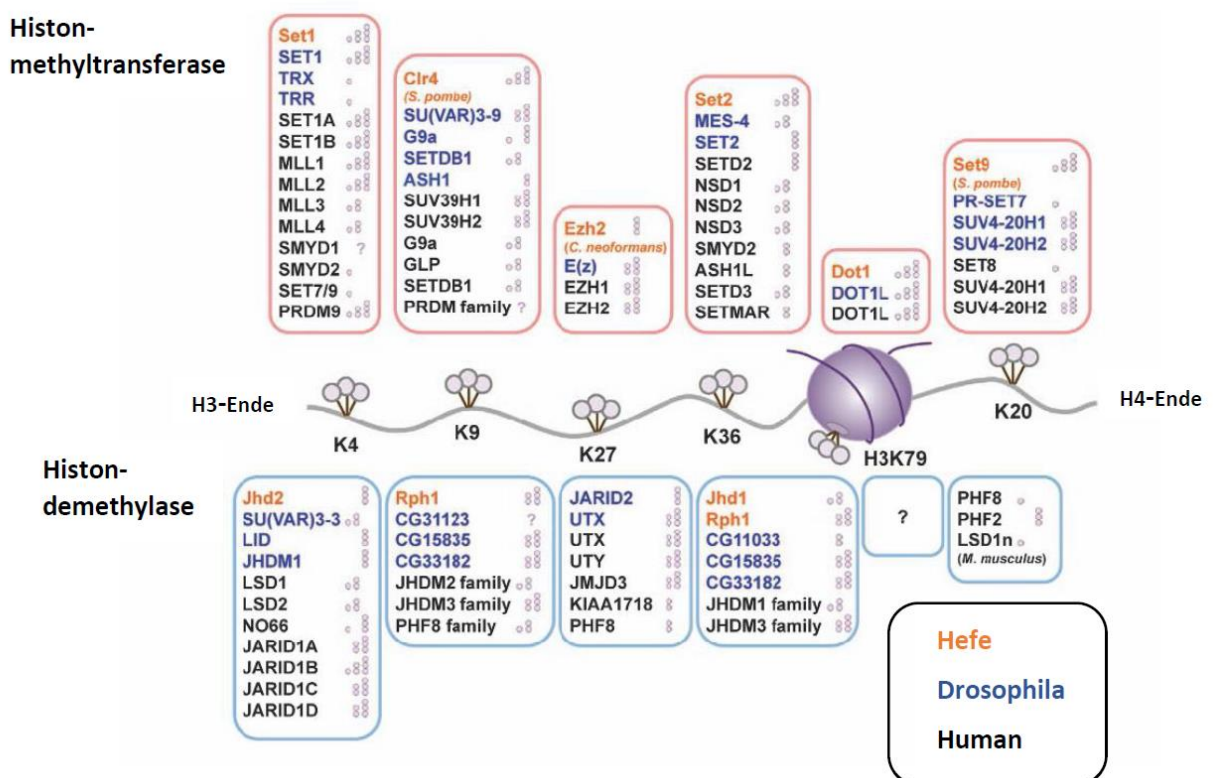 Histon-
methyltransferase
Set1
SET1
TRX
TRR
SET1A
SET1B
MLL1
MLL2
MLL3
MLL4
SMYD1 ?
SMYD2
SET7/9
PRDM9
Clr4
(S. pombe)
SU(VAR)3-9
G9a
SETDB1
ASH1
SUV39H1
SUV39H2
G9a
GLP
SETDB1
PRDM family ?
Ezh2
(C. neoformans)
E(z)
EZH1
EZH2
Set2
MES-4
SET2
SETD2
NSD1
NSD2
NSD3
SMYD2
ASH1L
SETD3
SETMAR
Dot1
DOT1L
DOT1L
Set9
(S. pombe)
PR-SET7
SUV4-20H1
SUV4-20H2
SET8
SUV4-20H1
SUV4-20H2
H3-Ende
K4
K9
K27
K36
H3K79
K20
H4-Ende
Histon-
demethylase
Jhd2
SU(VAR)3-3
LID
JHDM1
LSD1
LSD2
NO66
JARID1A
JARID1B
JARID1C
JARID1D
Rph1
CG31123 ?
CG15835
CG33182
JHDM2 family
JHDM3 family
PHF8 family
JARID2
UTX
UTX
UTY
JMJD3
KIAA1718
PHF8
Jhd1
Rph1
CG11033
CG15835
CG33182
JHDM1 family
JHDM3 family
?
PHF8
PHF2
LSD1n
(M. musculus)
Hefe
Drosophila
Human